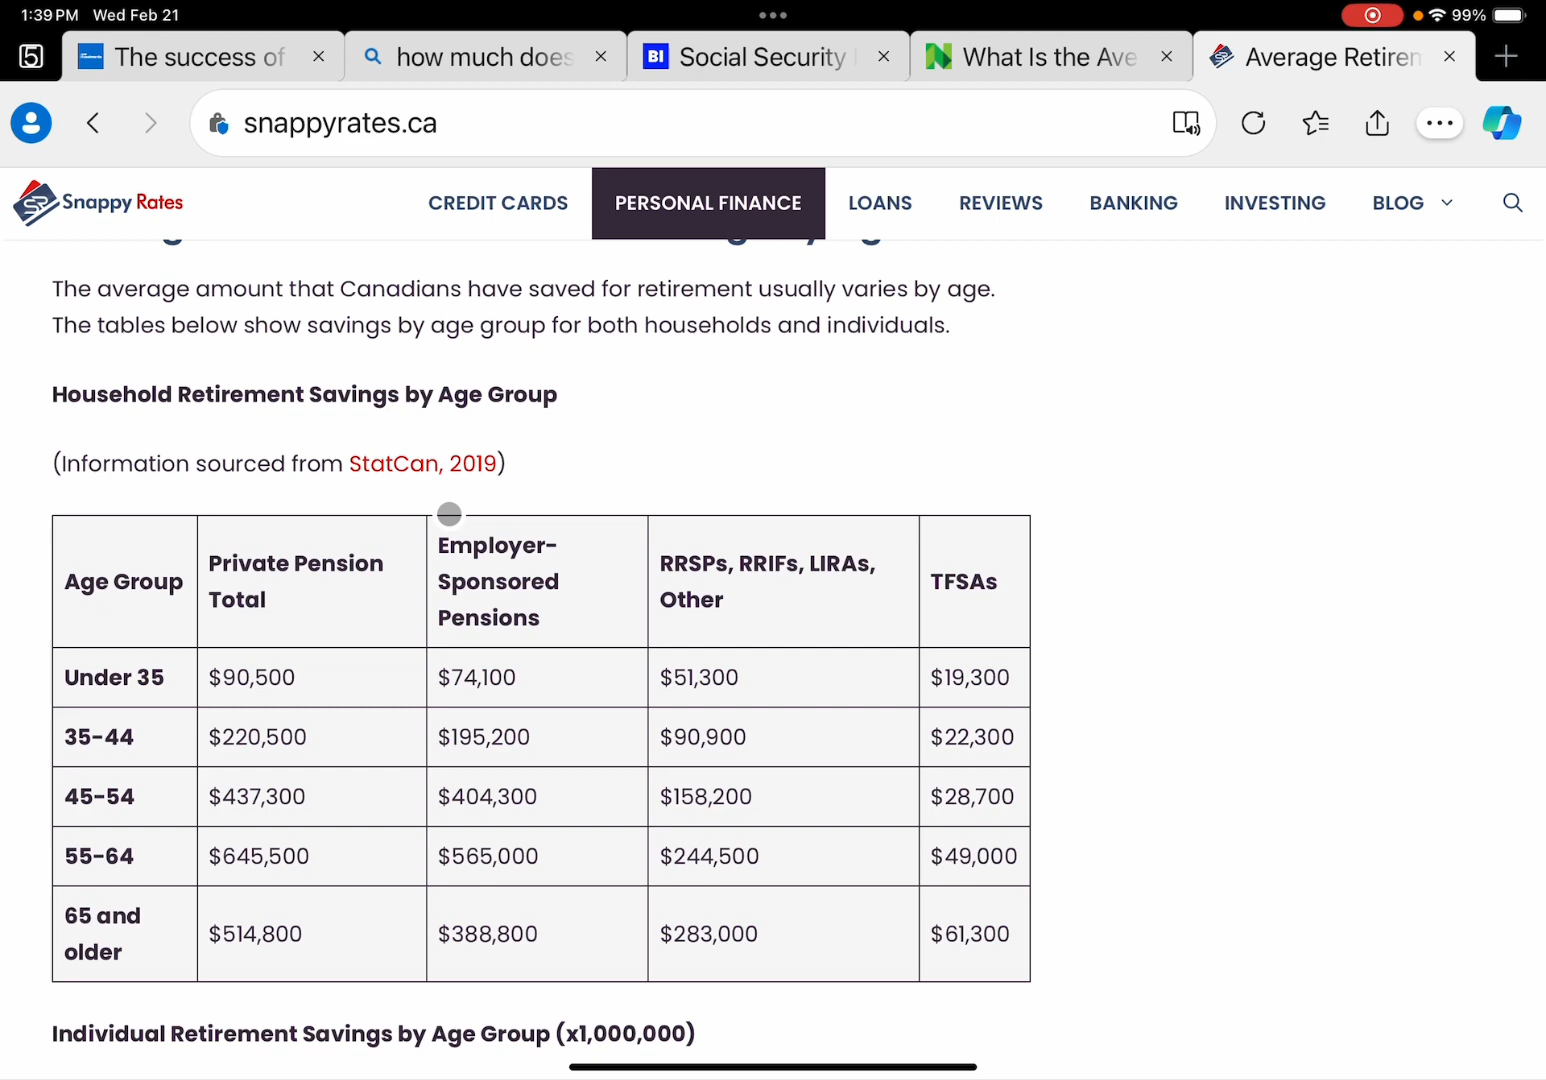 1:39 PM Wed Feb 21
99%
5
The success of
how much does
BI
Social Security
What Is the Ave
Average Retiren
snappyrates.ca
SR
Snappy Rates
CREDIT CARDS
PERSONAL FINANCE
LOANS
REVIEWS
BANKING
INVESTING
BLOG
The average amount that Canadians have saved for retirement usually varies by age.
The tables below show savings by age group for both households and individuals.
Household Retirement Savings by Age Group
(Information sourced from StatCan, 2019)
Age Group
Private Pension
Total
Employer-
Sponsored
Pensions
RRSPs, RRIFs, LIRAs,
Other
TFSAs
Under 35 $90,500 $74,100 $51,300 $19,300
35-44 $220,500 $195,200 $90,900 $22,300
45-54 $437,300 $404,300 $158,200 $28,700
55-64 $645,500 $565,000 $244,500 $49,000
65 and
older
$514,800 $388,800 $283,000 $61,300
Individual Retirement Savings by Age Group (x1,000,000)